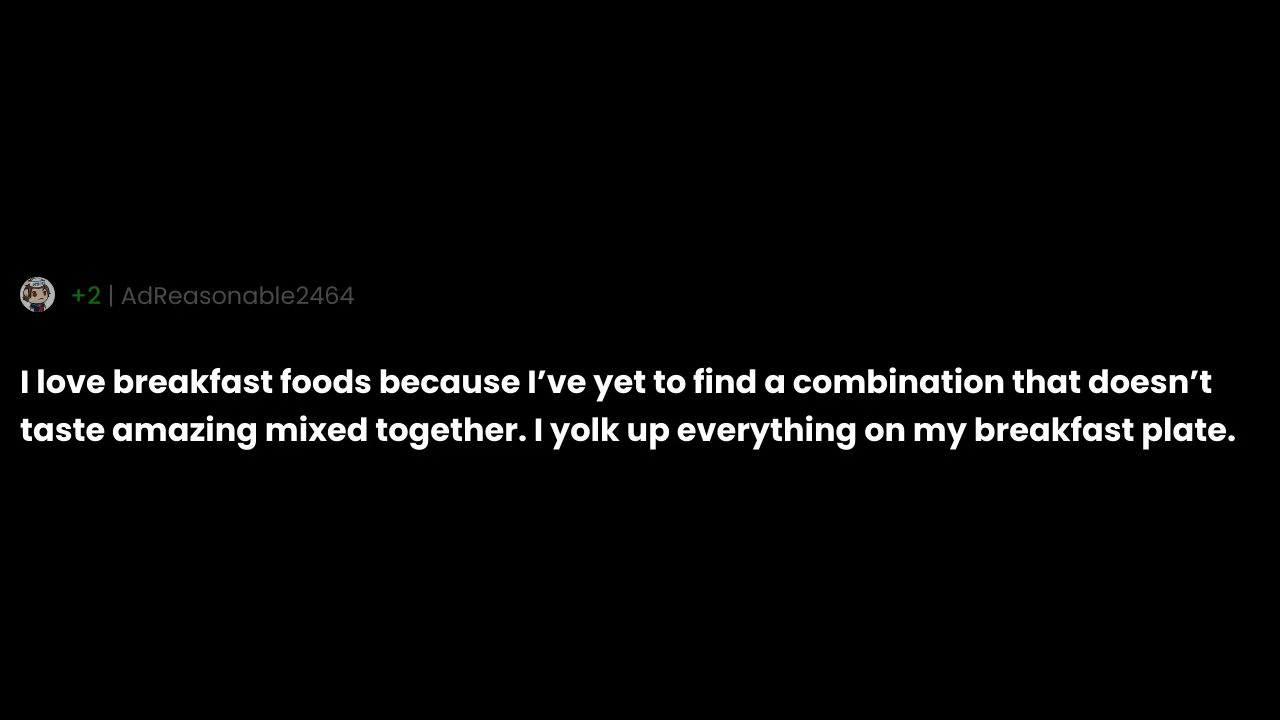 +2 | AdReasonable2464
I love breakfast foods because I’ve yet to find a combination that doesn’t
taste amazing mixed together. I yolk up everything on my breakfast plate.